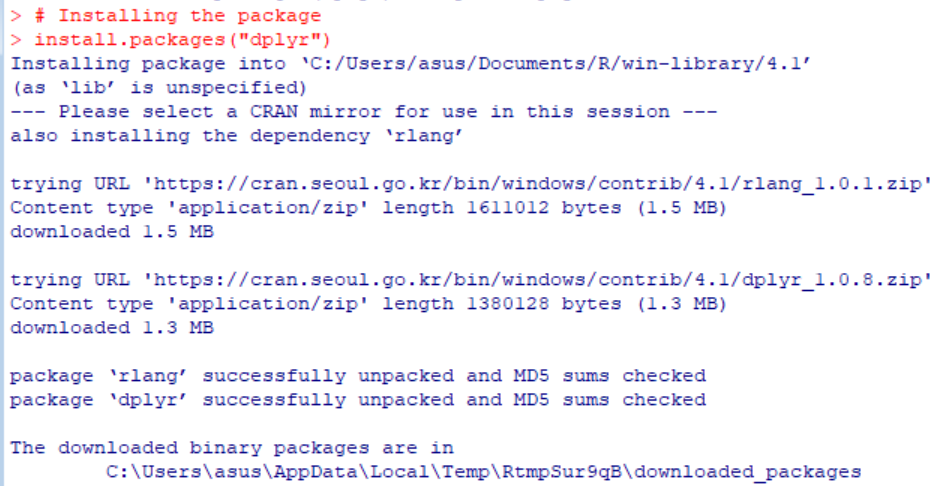 > # Installing the package
> install.packages("dplyr")
Installing package into ‘C:/Users/asus/Documents/R/win-library/4.1’
(as ‘lib’ is unspecified)
--- Please select a CRAN mirror for use in this session ---
also installing the dependency ‘rlang’

trying URL 'https://cran.seoul.go.kr/bin/windows/contrib/4.1/rlang_1.0.1.zip'
Content type 'application/zip' length 1611012 bytes (1.5 MB)
downloaded 1.5 MB

trying URL 'https://cran.seoul.go.kr/bin/windows/contrib/4.1/dplyr_1.0.8.zip'
Content type 'application/zip' length 1380128 bytes (1.3 MB)
downloaded 1.3 MB

package ‘rlang’ successfully unpacked and MD5 sums checked
package ‘dplyr’ successfully unpacked and MD5 sums checked

The downloaded binary packages are in
        C:\Users\asus\AppData\Local\Temp\RtmpSur9qB\downloaded_packages